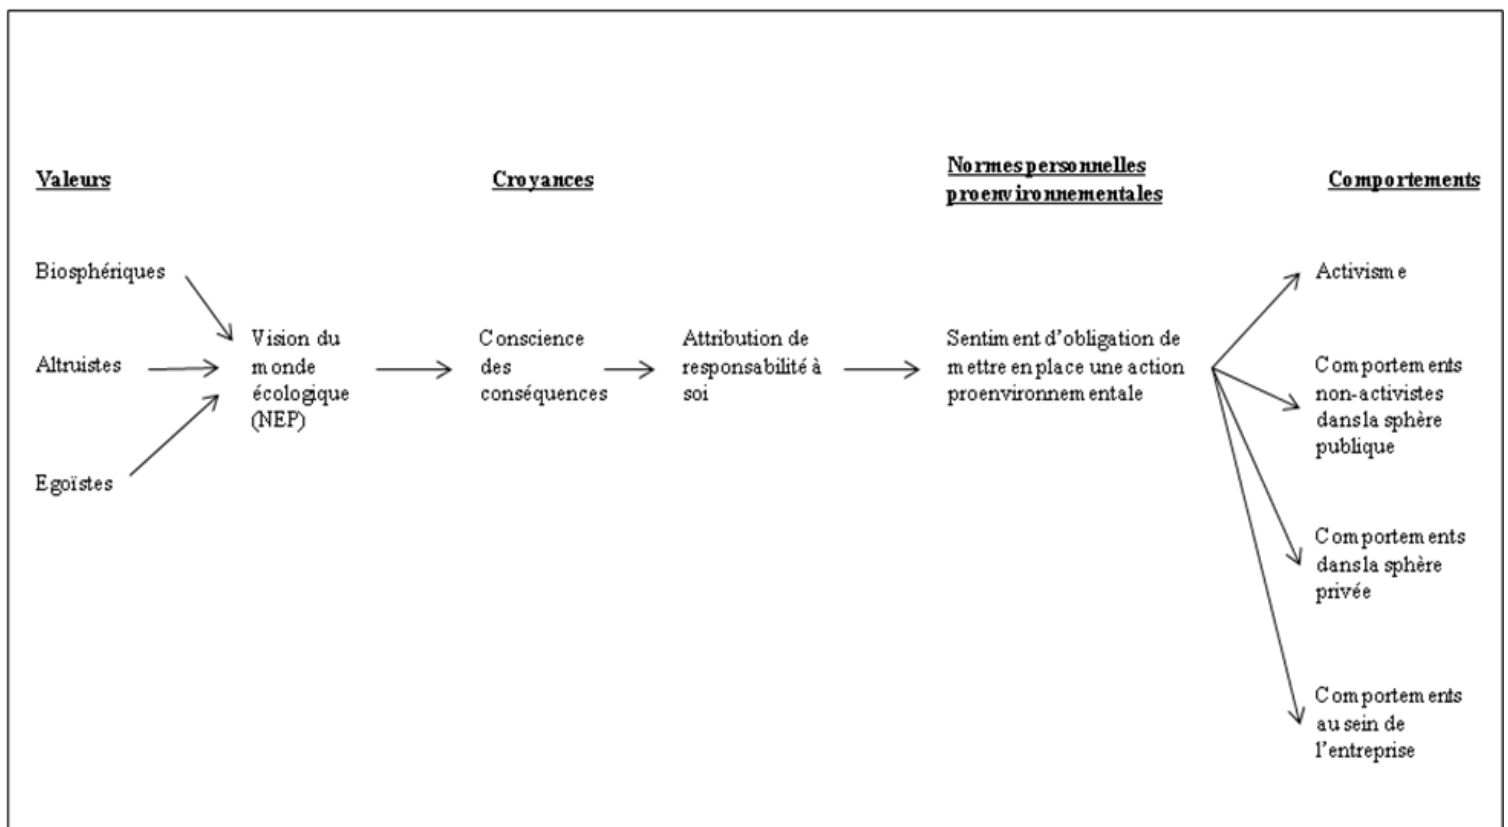 Valeurs
Croyances
Normes personnelles
proenvironnementales
Comportements
Biosphériques
Altruistes
Egoïstes
Vision du
monde
écologique
(NEP)
Conscience
des
conséquences
Attribution de
responsabilité à
soi
Sentiment d’obligation de
mettre en place une action
proenvironnementale
Activisme
Comportements
non-activistes
dans la sphère
publique
Comportements
dans la sphère
privée
Comportements
au sein de
l’entreprise